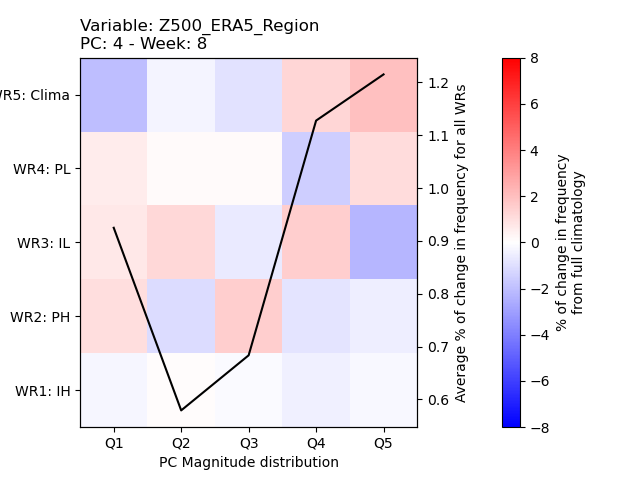 Variable: Z500_ERA5_Region
PC: 4 - Week: 8
WR5: Clima
WR4: PL
WR3: IL
WR2: PH
WR1: IH
Q1 Q2 Q3 Q4 Q5
PC Magnitude distribution
1.2
1.1
1.0
0.9
0.8
0.7
0.6
Average % of change in frequency for all WRs
8
6
4
2
0
−2
−4
−6
−8
% of change in frequency
from full climatology